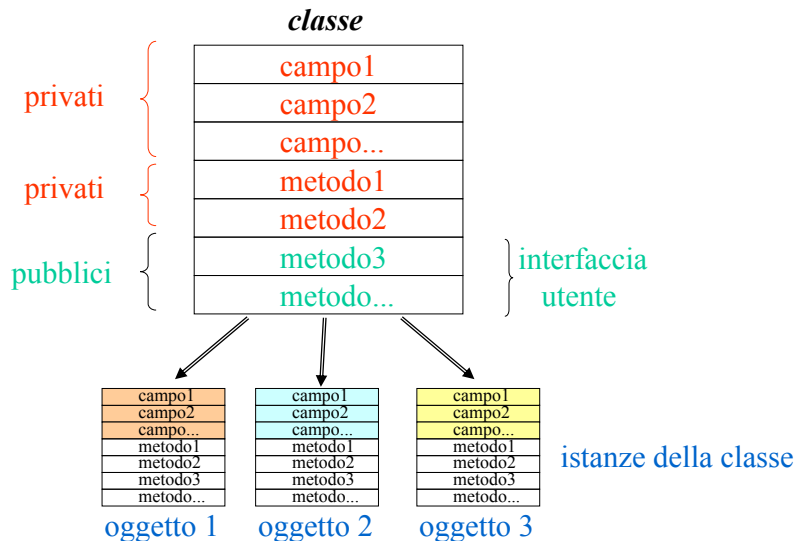 classe
privati
campo1
campo2
campo...
privati
metodo1
metodo2
pubblici
metodo3
metodo...
interfaccia
utente
campo1
campo2
campo...
metodo1
metodo2
metodo3
metodo...
oggetto 1
campo1
campo2
campo...
metodo1
metodo2
metodo3
metodo...
oggetto 2
campo1
campo2
campo...
metodo1
metodo2
metodo3
metodo...
oggetto 3
istanze della classe